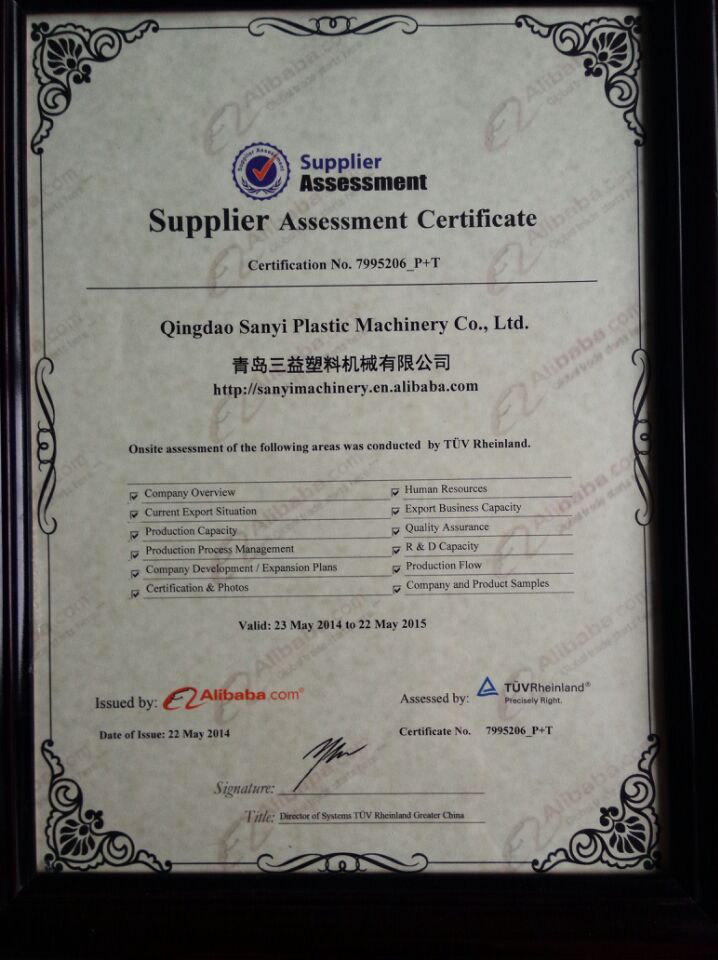 Supplier Assessment
Supplier
Assessment
Supplier Assessment Certificate
Certification No. 7995206_P+T
Qingdao Sanyi Plastic Machinery Co., Ltd.
青岛三益塑料机械有限公司
http://sanyimachinery.en.alibaba.com
Onsite assessment of the following areas was conducted by TÜV Rheinland.
Company Overview
Human Resources
Current Export Situation
Export Business Capacity
Production Capacity
Quality Assurance
Production Process Management
R & D Capacity
Company Development / Expansion Plans
Production Flow
Certification & Photos
Company and Product Samples
Valid: 23 May 2014 to 22 May 2015
Issued by: Alibaba.com®
Assessed by: TÜVRheinland®
Precisely Right.
Date of Issue: 22 May 2014
Certificate No. 7995206_P+T
Signature:
Title: Director of Systems TÜV Rheinland Greater China